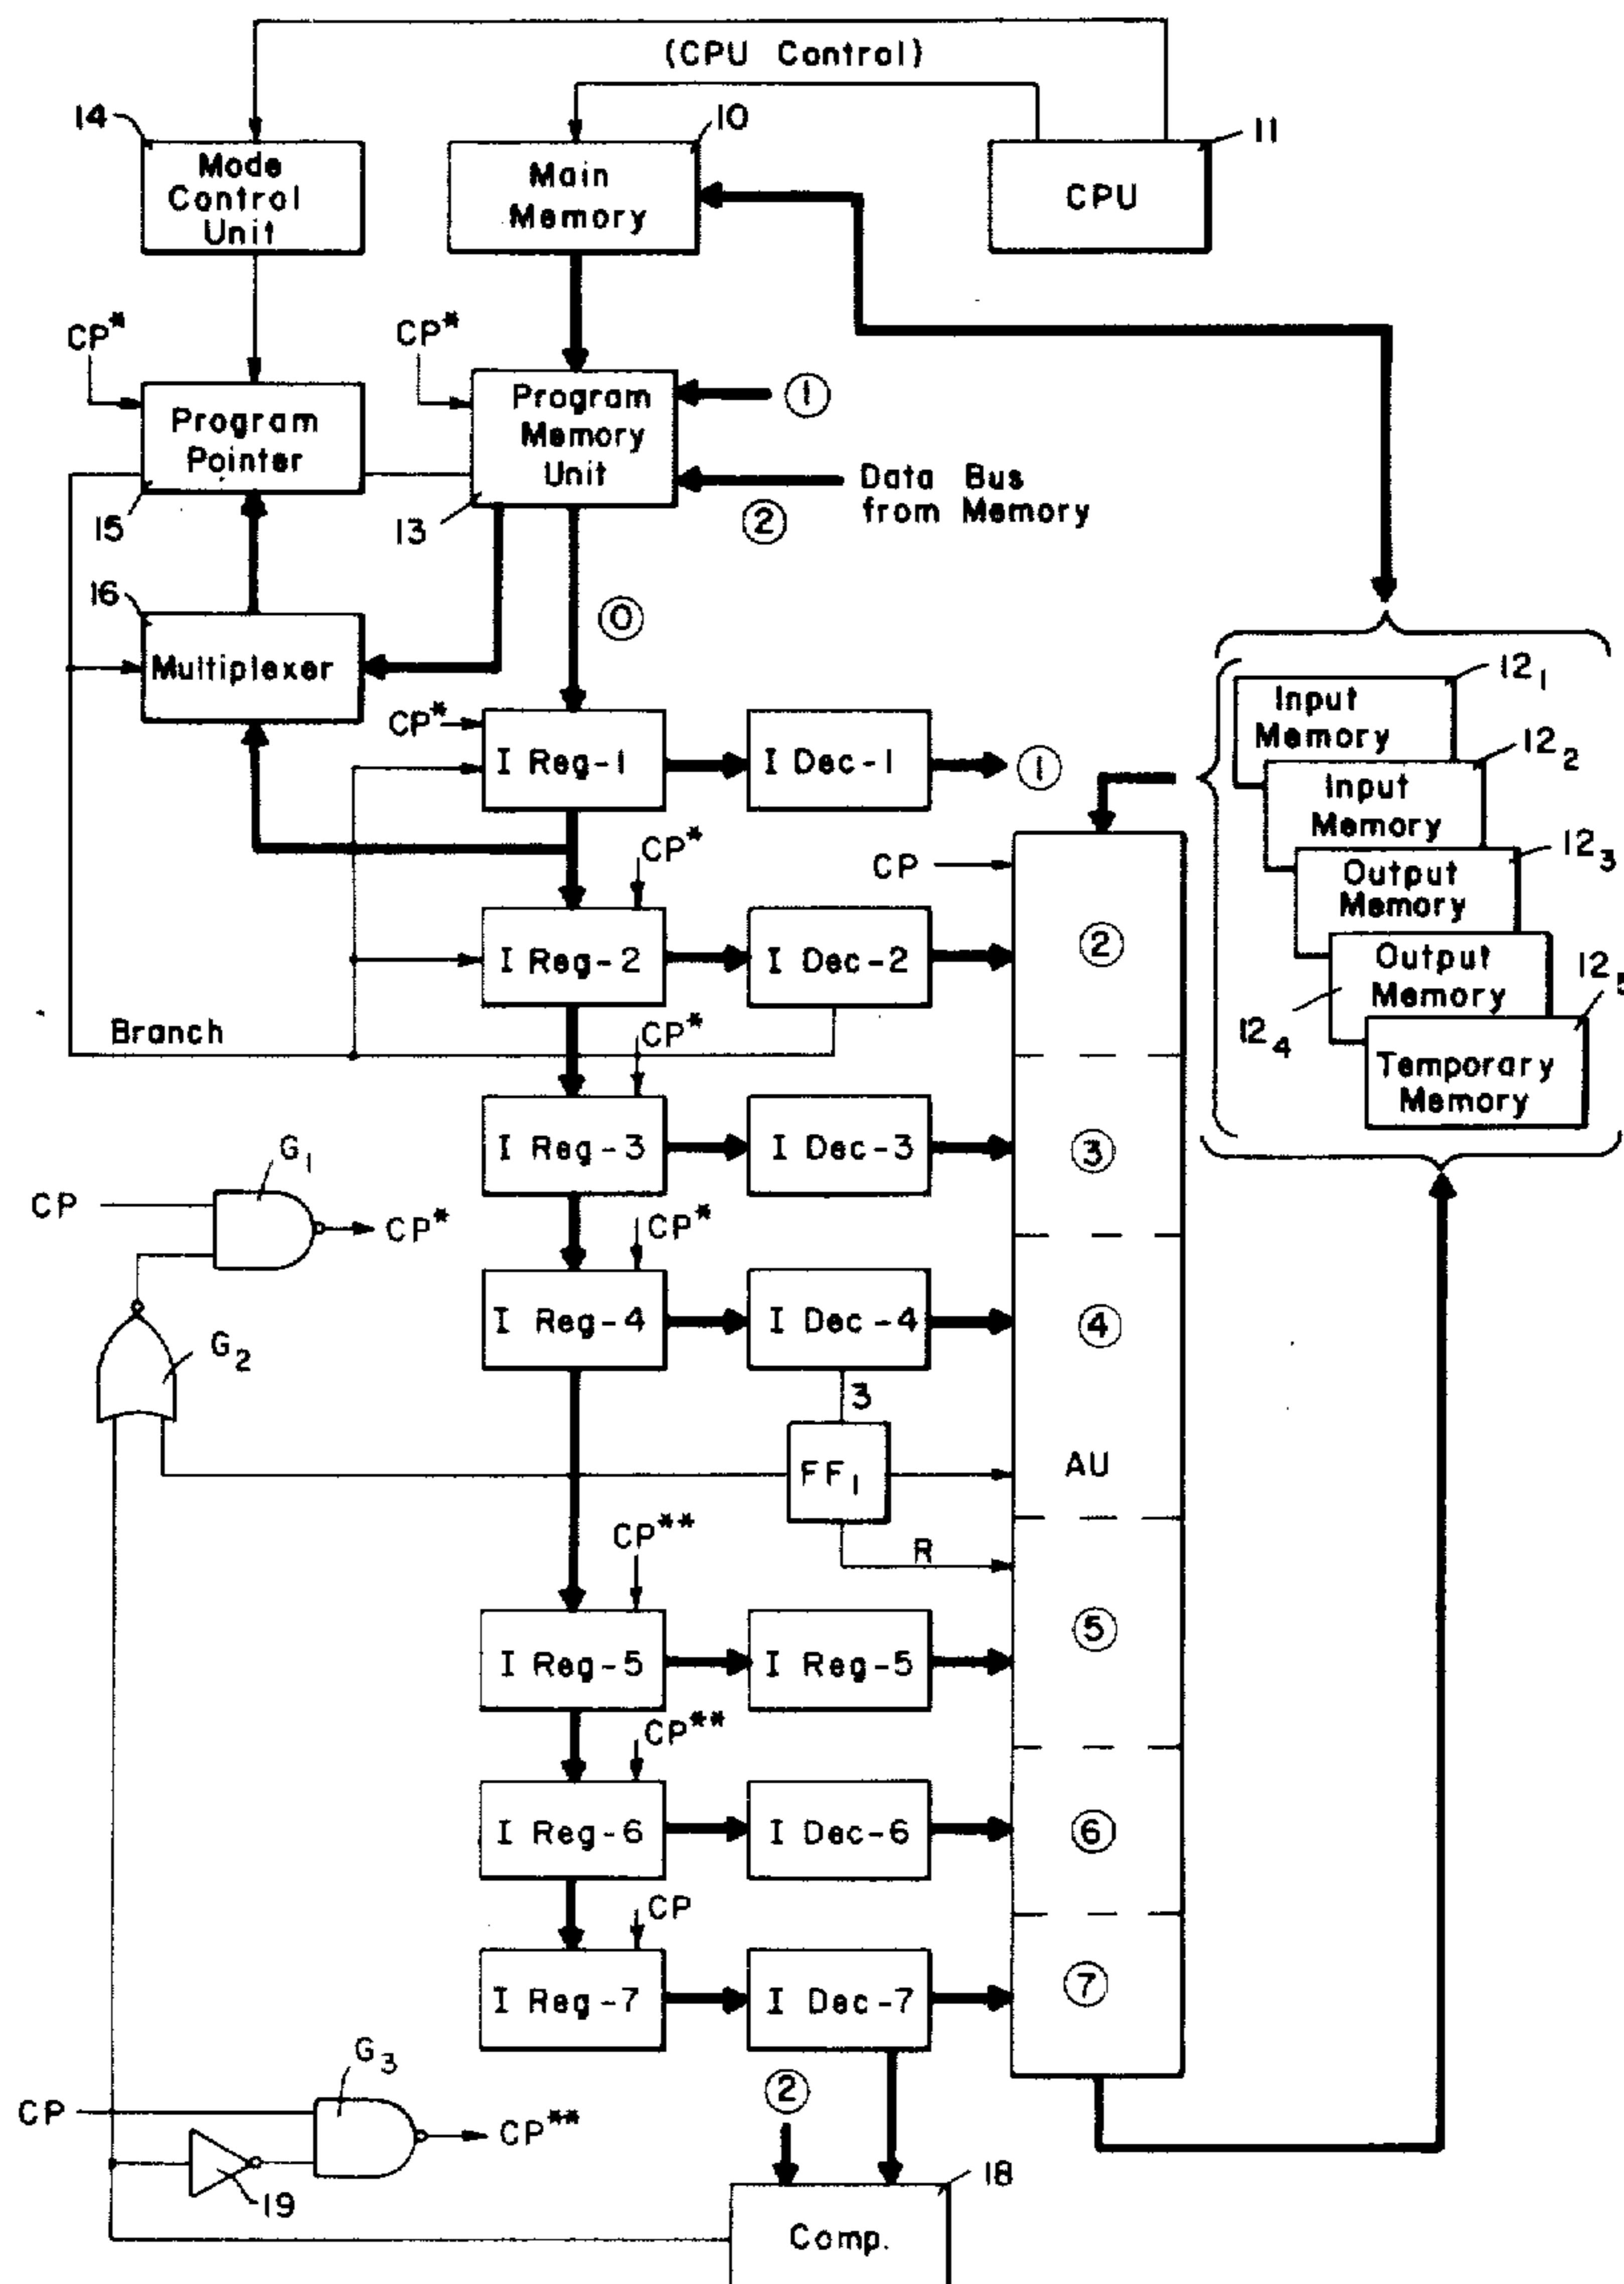 (CPU Control)
14
10
11
Mode
Control
Unit
Main
Memory
CPU
CP*
CP*
Program
Pointer
Program
Memory
Unit
①
Data Bus
from Memory
②
15
13
16
⓪
Multiplexer
12₁
Input
Memory
CP*
I Reg-1
I Dec-1
①
12₂
Input
Memory
CP*
CP
12₃
Output
Memory
I Reg-2
I Dec-2
②
Output
Memory
12₅
12₄
Branch
CP*
Temporary
Memory
I Reg-3
I Dec-3
③
G₁
CP
CP*
CP*
I Reg-4
I Dec-4
④
G₂
3
FF₁
AU
CP**
R
I Reg-5
I Reg-5
⑤
CP**
I Reg-6
I Dec-6
⑥
CP
I Reg-7
I Dec-7
⑦
G₃
②
CP
CP**
19
18
Comp.